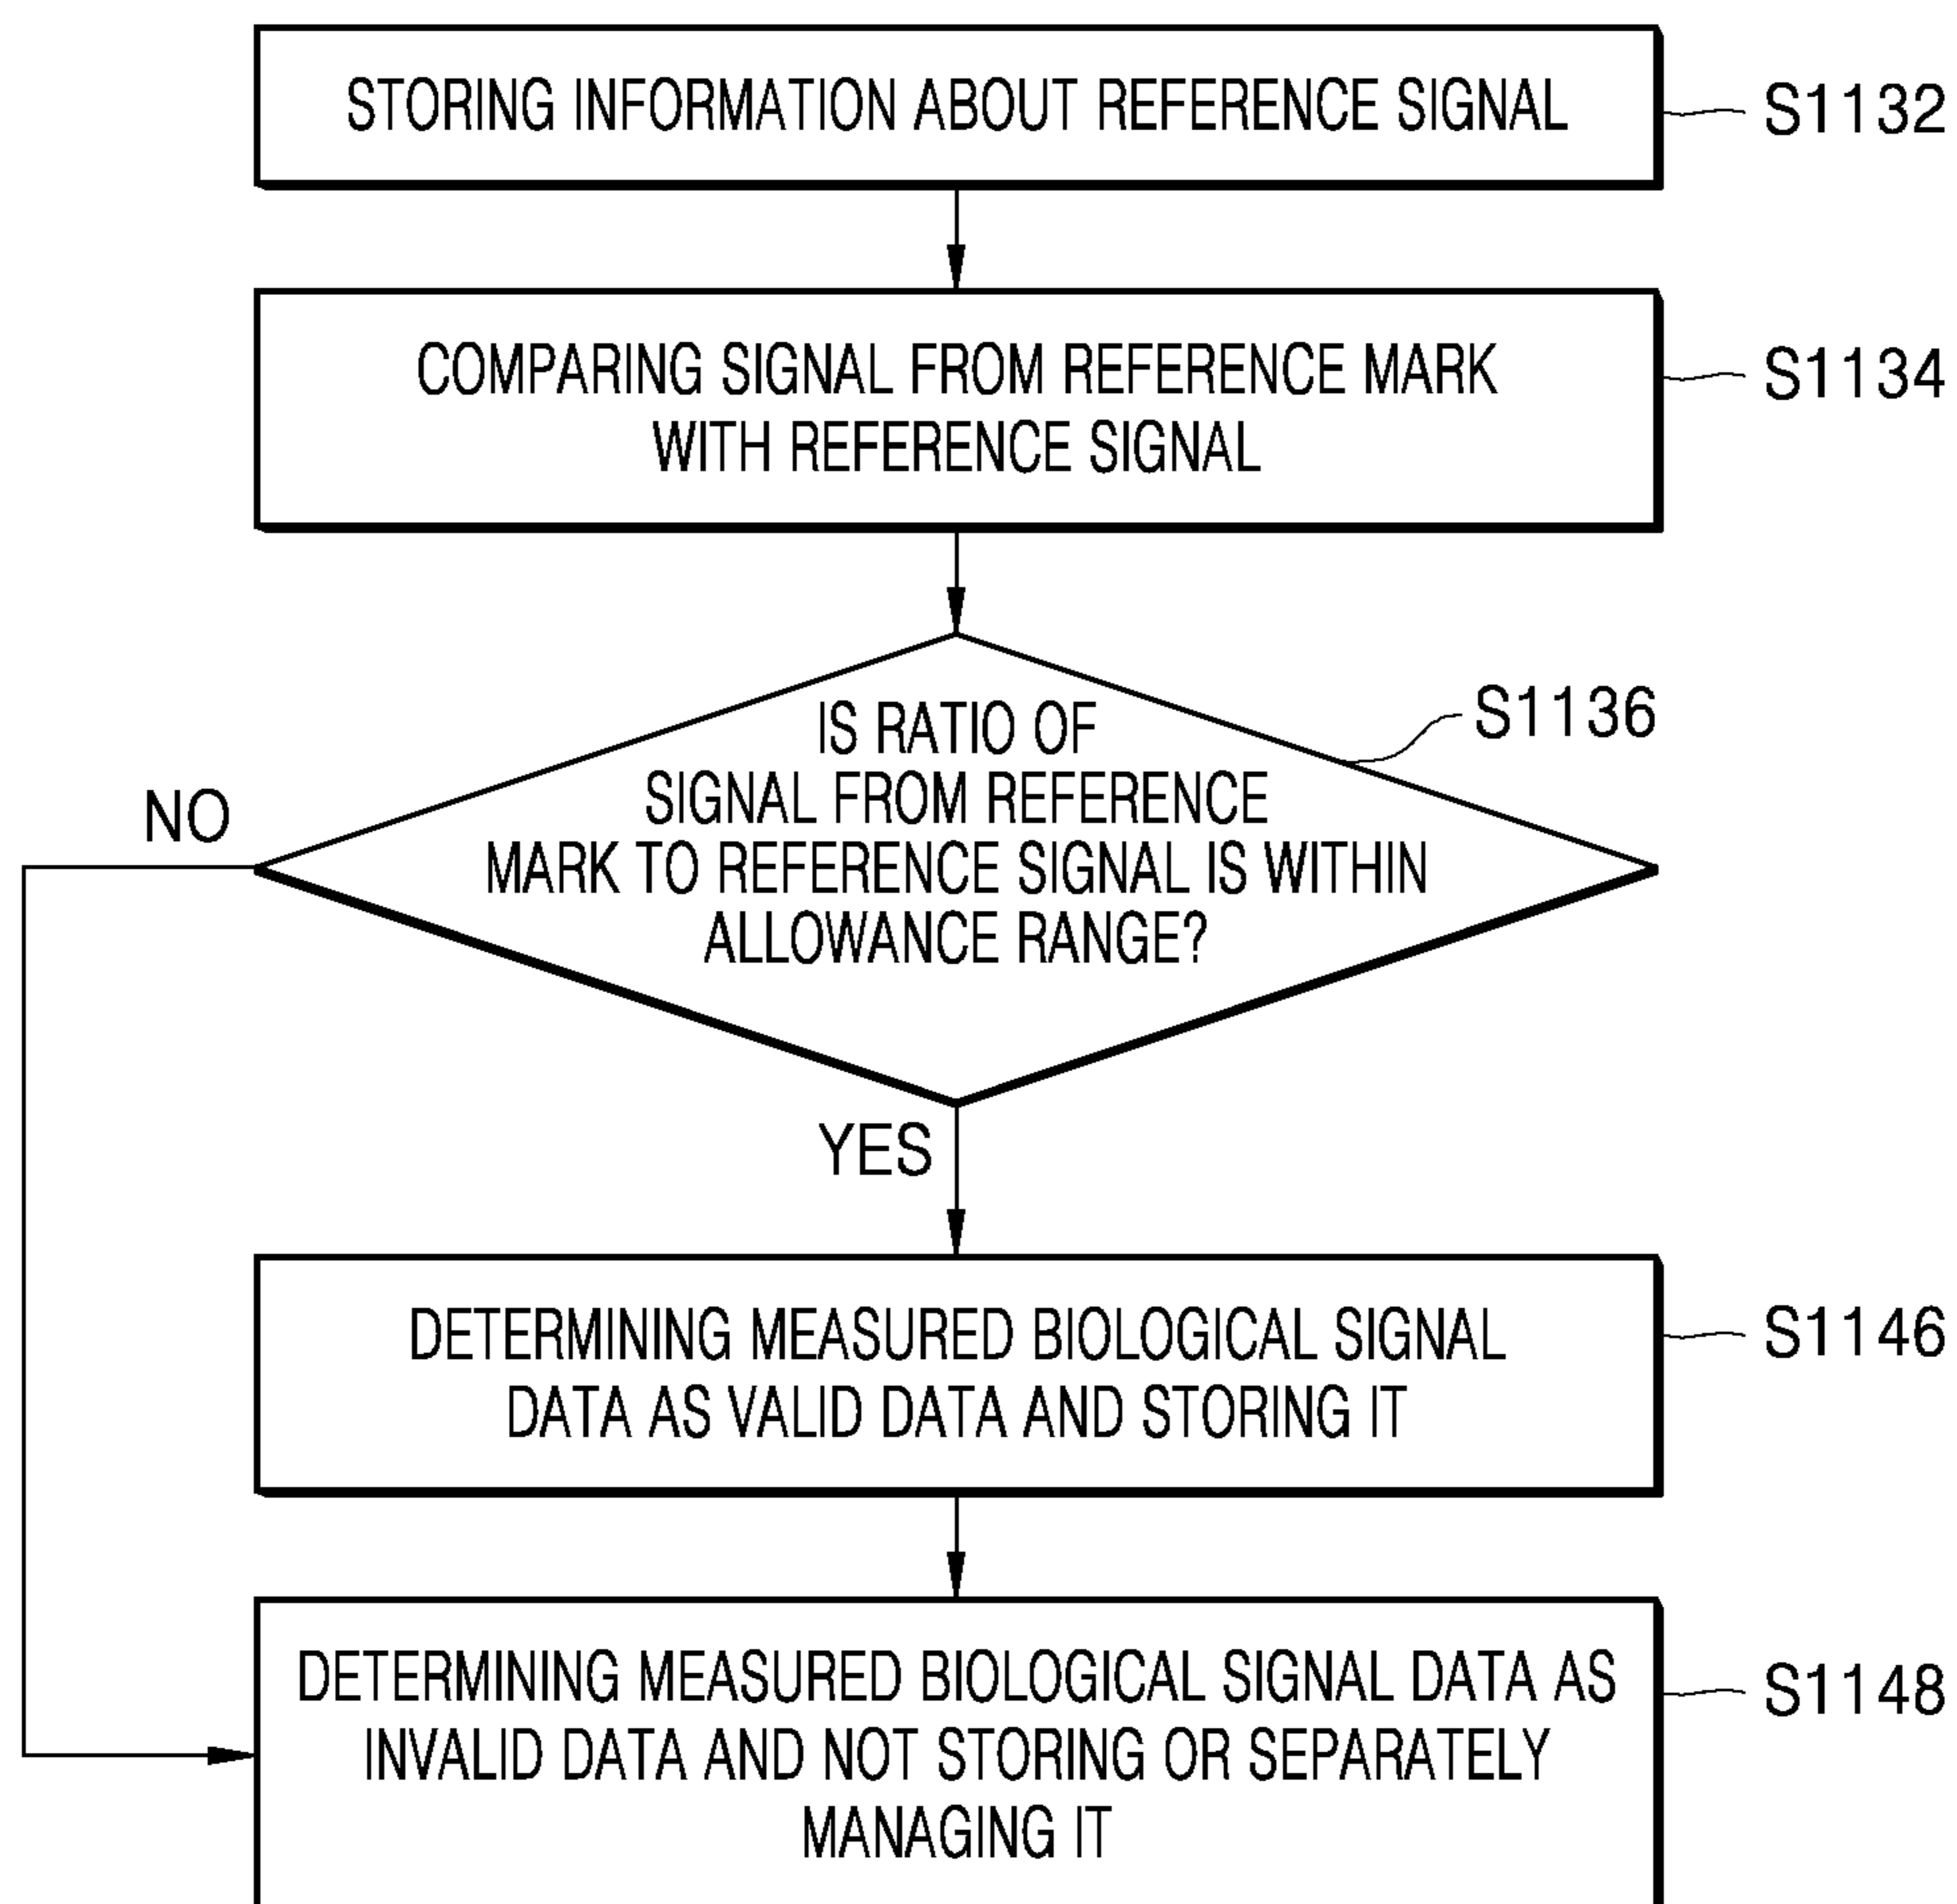 STORING INFORMATION ABOUT REFERENCE SIGNAL
S1132
COMPARING SIGNAL FROM REFERENCE MARK
WITH REFERENCE SIGNAL
S1134
IS RATIO OF
SIGNAL FROM REFERENCE
MARK TO REFERENCE SIGNAL IS WITHIN
ALLOWANCE RANGE?
S1136
NO
YES
DETERMINING MEASURED BIOLOGICAL SIGNAL
DATA AS VALID DATA AND STORING IT
S1146
DETERMINING MEASURED BIOLOGICAL SIGNAL DATA AS
INVALID DATA AND NOT STORING OR SEPARATELY
MANAGING IT
S1148